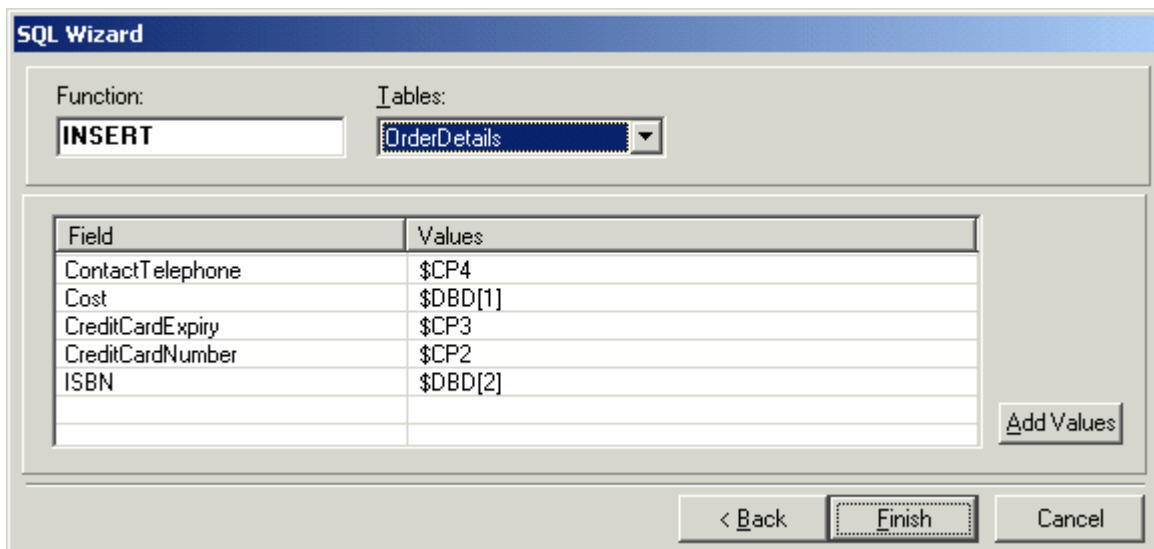 SQL Wizard
Function: Tables:
INSERT OrderDetails
Field Values
ContactTelephone $CP4
Cost $DBD[1]
CreditCardExpiry $CP3
CreditCardNumber $CP2
ISBN $DBD[2]
Add Values
< Back Finish Cancel